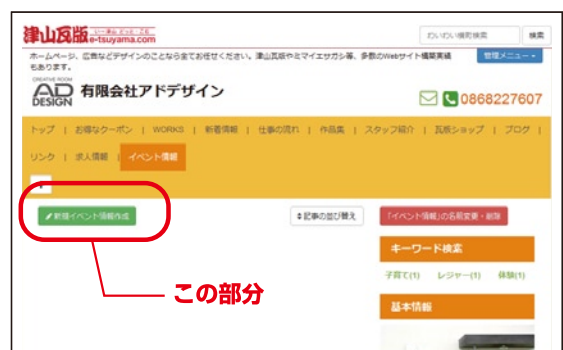 津山瓦版 e-tsuyama.com
わいわい横町検索 検索
ホームページ、広告などデザインのことなら全てお任せください。津山瓦版やミマイエサガシ等、多数のWebサイト構築実績
もあります。
管理メニュー
CREATIVE ROOM
AD
DESIGN
有限会社アドデザイン
0868227607
トップ | お得なクーポン | WORKS | 新着情報 | 仕事の流れ | 作品集 | スタッフ紹介 | 瓦版ショップ | ブログ |
リンク | 求人情報 | イベント情報
+
新規イベント情報作成
記事の並び替え
「イベント情報」の名前変更・削除
キーワード検索
子育て(1) レジャー(1) 体験(1)
この部分
基本情報